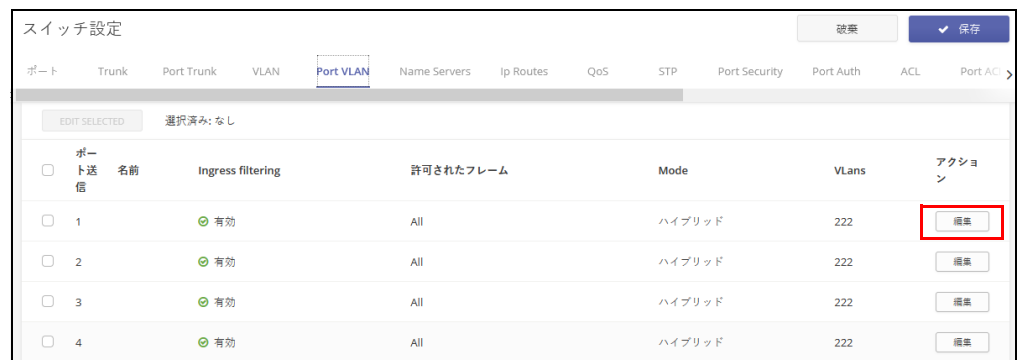 スイッチ設定 破棄 保存
ポート Trunk Port Trunk VLAN Port VLAN Name Servers Ip Routes QoS STP Port Security Port Auth ACL Port AC
EDIT SELECTED 選択済み: なし
ポート送信 名前 Ingress filtering 許可されたフレーム Mode VLans アクション
1 有効 All ハイブリッド 222 編集
2 有効 All ハイブリッド 222 編集
3 有効 All ハイブリッド 222 編集
4 有効 All ハイブリッド 222 編集